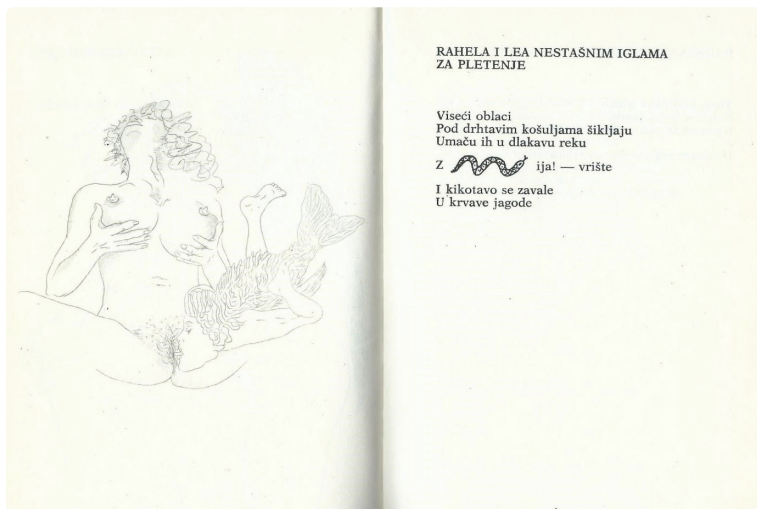 RAHELA I LEA NESTAŠNIM IGLAMA
ZA PLETENJE
Viseći oblaci
Pod drhtavim košuljama šikljaju
Umaču ih u dlakavu reku
Z ija! — vrište
I kikotavo se zavale
U krvave jagode